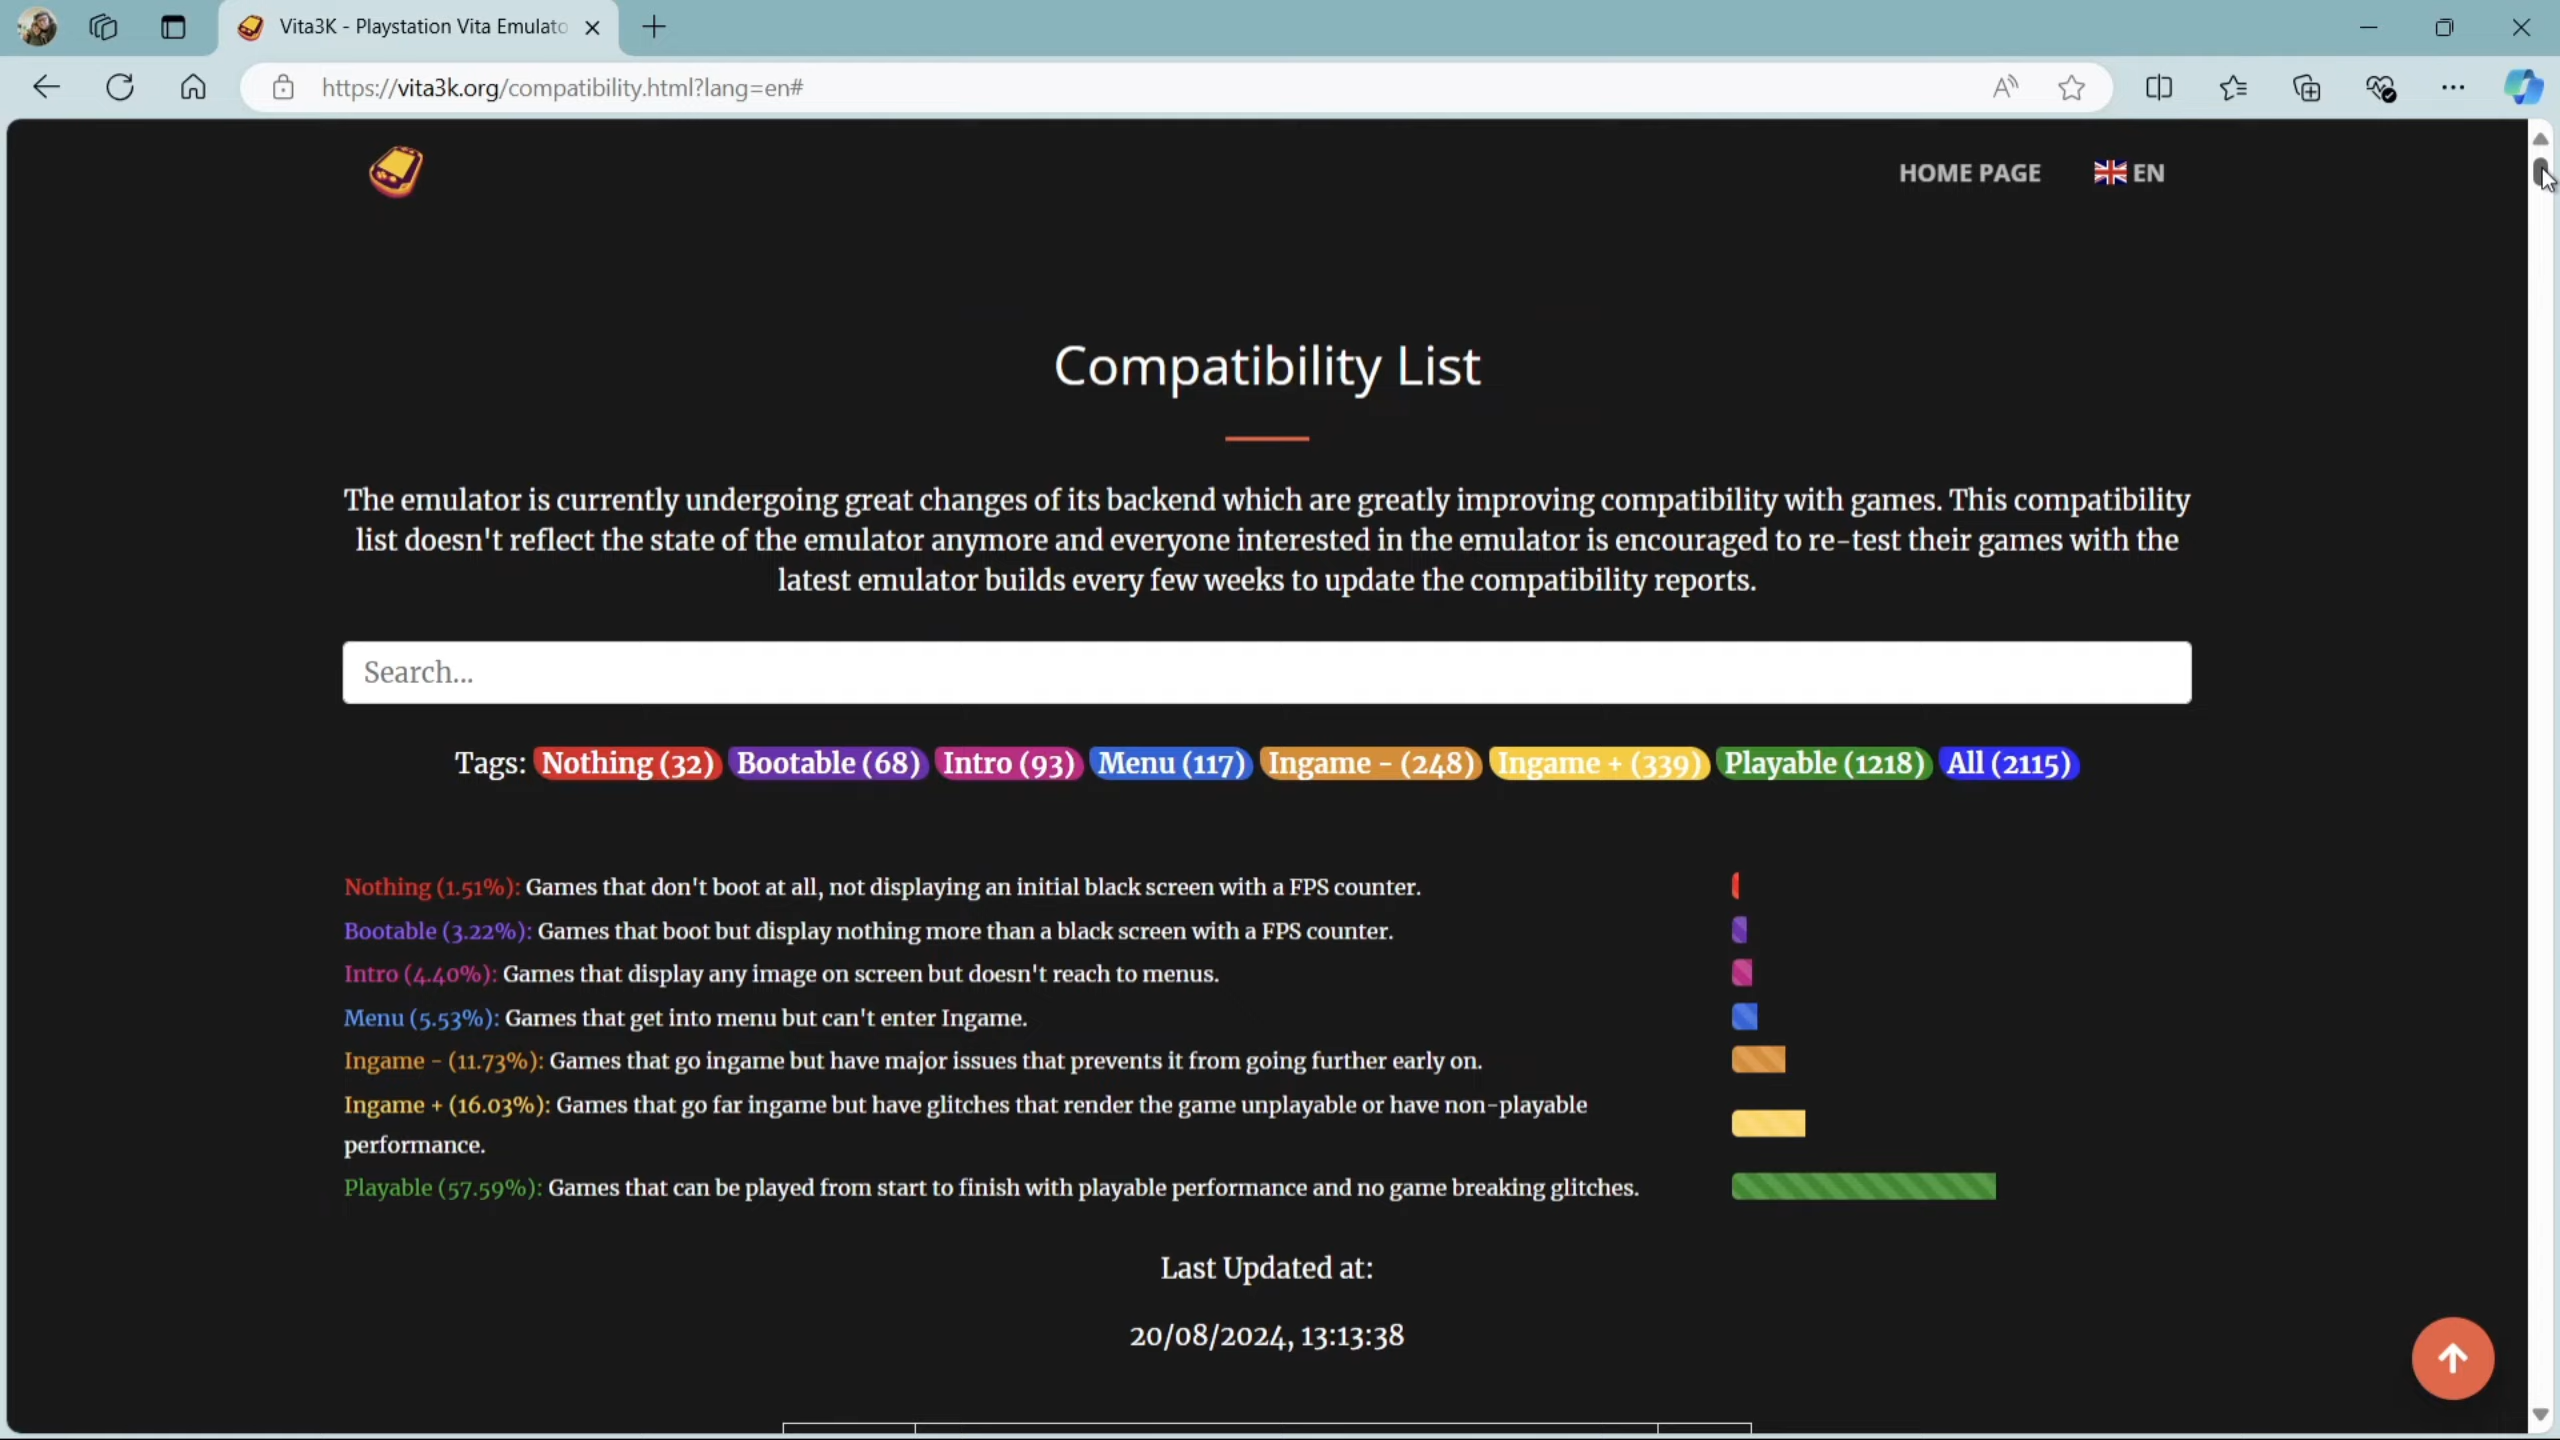 Vita3K - Playstation Vita Emulato
https://vita3k.org/compatibility.html?lang=en#
HOME PAGE EN
Compatibility List
The emulator is currently undergoing great changes of its backend which are greatly improving compatibility with games. This compatibility
list doesn't reflect the state of the emulator anymore and everyone interested in the emulator is encouraged to re-test their games with the
latest emulator builds every few weeks to update the compatibility reports.
Search...
Tags: Nothing (32) Bootable (68) Intro (93) Menu (117) Ingame - (248) Ingame + (339) Playable (1218) All (2115)
Nothing (1.51%): Games that don't boot at all, not displaying an initial black screen with a FPS counter.
Bootable (3.22%): Games that boot but display nothing more than a black screen with a FPS counter.
Intro (4.40%): Games that display any image on screen but doesn't reach to menus.
Menu (5.53%): Games that get into menu but can't enter Ingame.
Ingame - (11.73%): Games that go ingame but have major issues that prevents it from going further early on.
Ingame + (16.03%): Games that go far ingame but have glitches that render the game unplayable or have non-playable
performance.
Playable (57.59%): Games that can be played from start to finish with playable performance and no game breaking glitches.
Last Updated at:
20/08/2024, 13:13:38